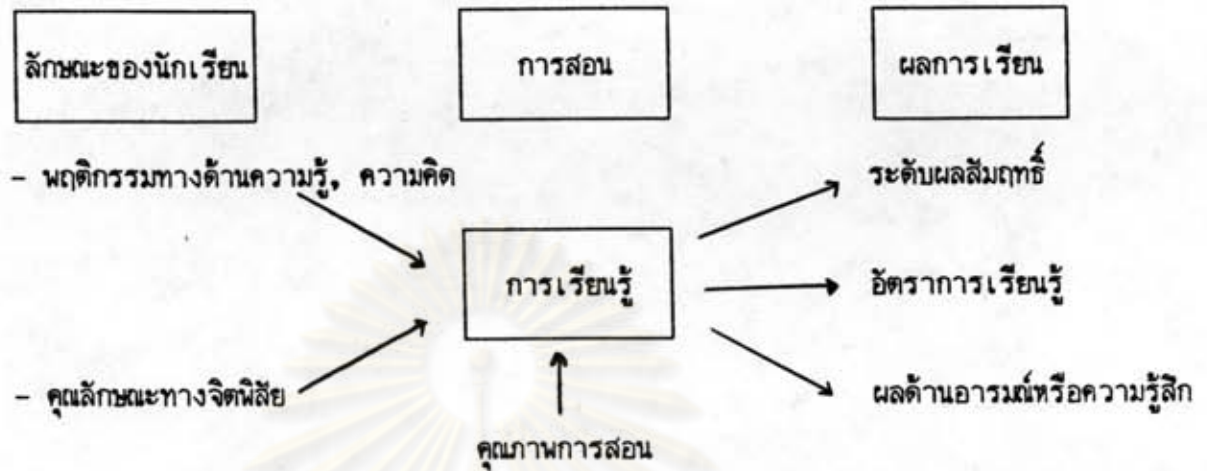 ลักษณะของนักเรียน
การสอน
ผลการเรียน
- พฤติกรรมทางด้านความรู้, ความคิด
ระดับผลสัมฤทธิ์
การเรียนรู้
อัตราการเรียนรู้
- คุณลักษณะทางจิตพิสัย
ผลด้านอารมณ์หรือความรู้สึก
คุณภาพการสอน